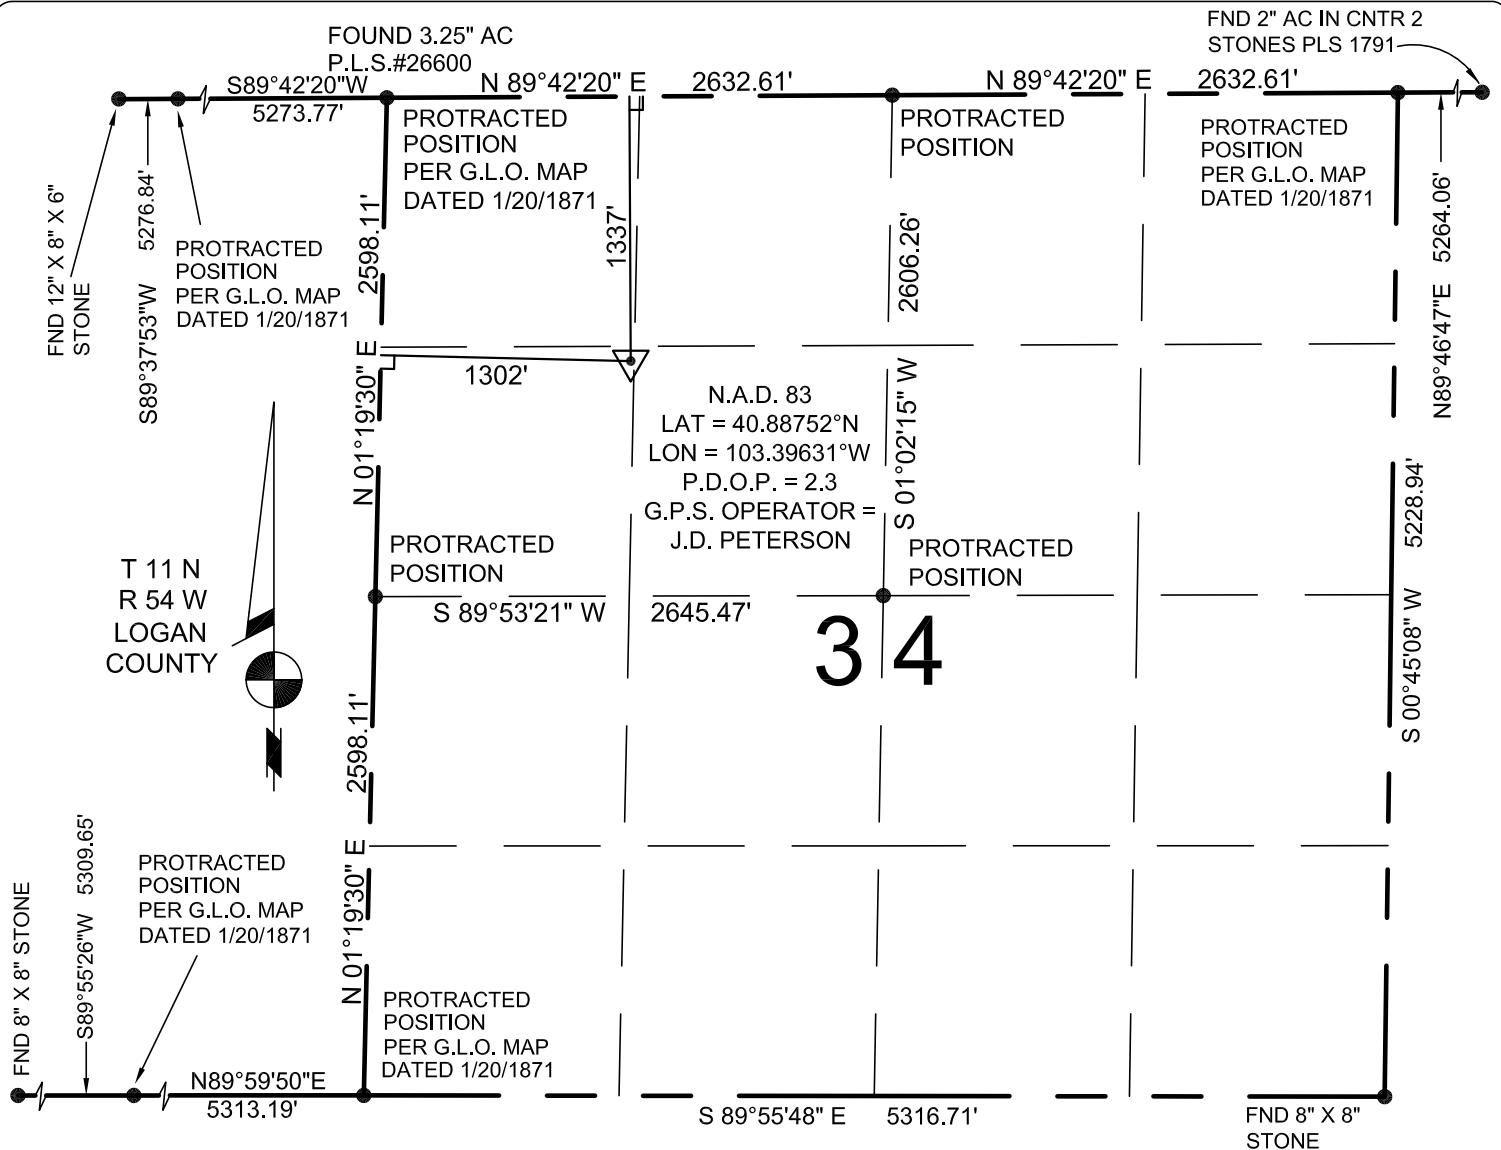 FOUND 3.25" AC
P.L.S.#26600
FND 2" AC IN CNTR 2
STONES PLS 1791
S89°42'20"W
5273.77'
N 89°42'20" E
2632.61'
N 89°42'20" E
2632.61'
PROTRACTED
POSITION
PER G.L.O. MAP
DATED 1/20/1871
PROTRACTED
POSITION
PROTRACTED
POSITION
PER G.L.O. MAP
DATED 1/20/1871
FND 12" X 8" X 6"
STONE
S89°37'53"W 5276.84'
PROTRACTED
POSITION
PER G.L.O. MAP
DATED 1/20/1871
2598.11'
N 01°19'30" E
1337'
1302'
2606.26'
S 01°02'15" W
N89°46'47"E 5264.06'
N.A.D. 83
LAT = 40.88752°N
LON = 103.39631°W
P.D.O.P. = 2.3
G.P.S. OPERATOR =
J.D. PETERSON
T 11 N
R 54 W
LOGAN
COUNTY
PROTRACTED
POSITION
PROTRACTED
POSITION
S 89°53'21" W 2645.47'
34
S 00°45'08" W 5228.94'
2598.11'
N 01°19'30" E
FND 8" X 8" STONE
S89°55'26"W 5309.65'
PROTRACTED
POSITION
PER G.L.O. MAP
DATED 1/20/1871
PROTRACTED
POSITION
PER G.L.O. MAP
DATED 1/20/1871
N89°59'50"E
5313.19'
S 89°55'48" E 5316.71'
FND 8" X 8"
STONE